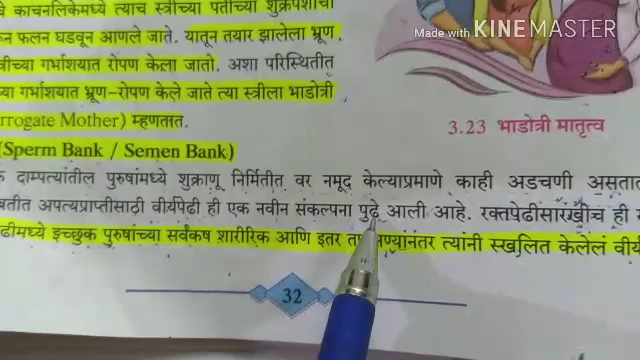 Made with KINEMASTER
काचनलिकेमध्ये त्याच स्त्रीच्या पतीच्या शुक्रपेशींचा
फलन घडवून आणले जाते. यातून तयार झालेला भ्रूण
स्त्रीच्या गर्भाशयात रोपण केला जातो. अशा परिस्थितीत
च्या गर्भाशयात भ्रूण-रोपण केले जाते त्या स्त्रीला भाडोत्री
rrogate Mother) म्हणतात.
3.23 भाडोत्री मातृत्व
(Sperm Bank / Semen Bank)
क दाम्पत्यांतील पुरुषांमध्ये शुक्राणू निर्मितीत वर नमूद केल्याप्रमाणे काही अडचणी असतात
बतीत अपत्यप्राप्तीसाठी वीर्यपेढी ही एक नवीन संकल्पना पुढे आली आहे. रक्तपेढीसारखीच ही
ढीमध्ये इच्छुक पुरुषांच्या सर्वंकष शारीरिक आणि इतर नंतर त्यांनी स्खलित केलेलं वीर्य
32